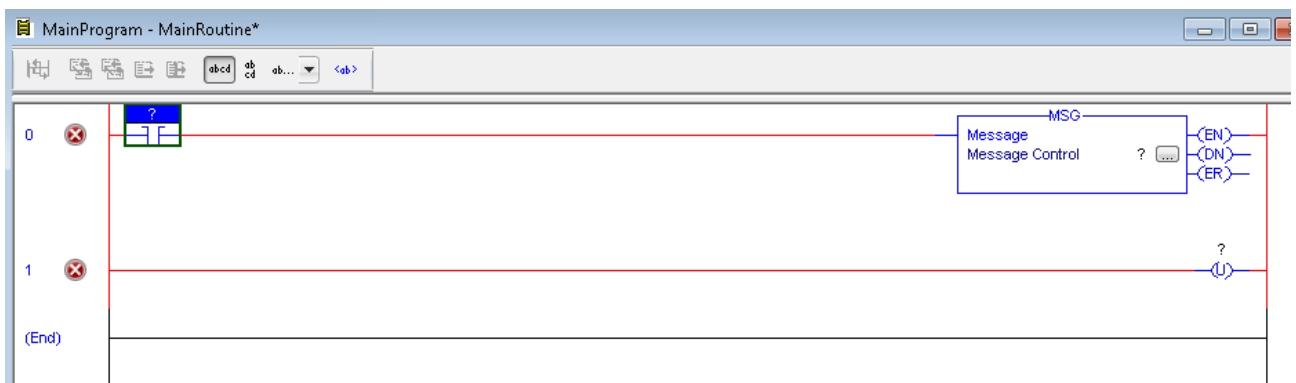 MainProgram - MainRoutine*
abcd ab cd ab... <ab>
?
0
MSG
Message
Message Control ? ...
(EN)
(DN)
(ER)
?
1
(U)
(End)